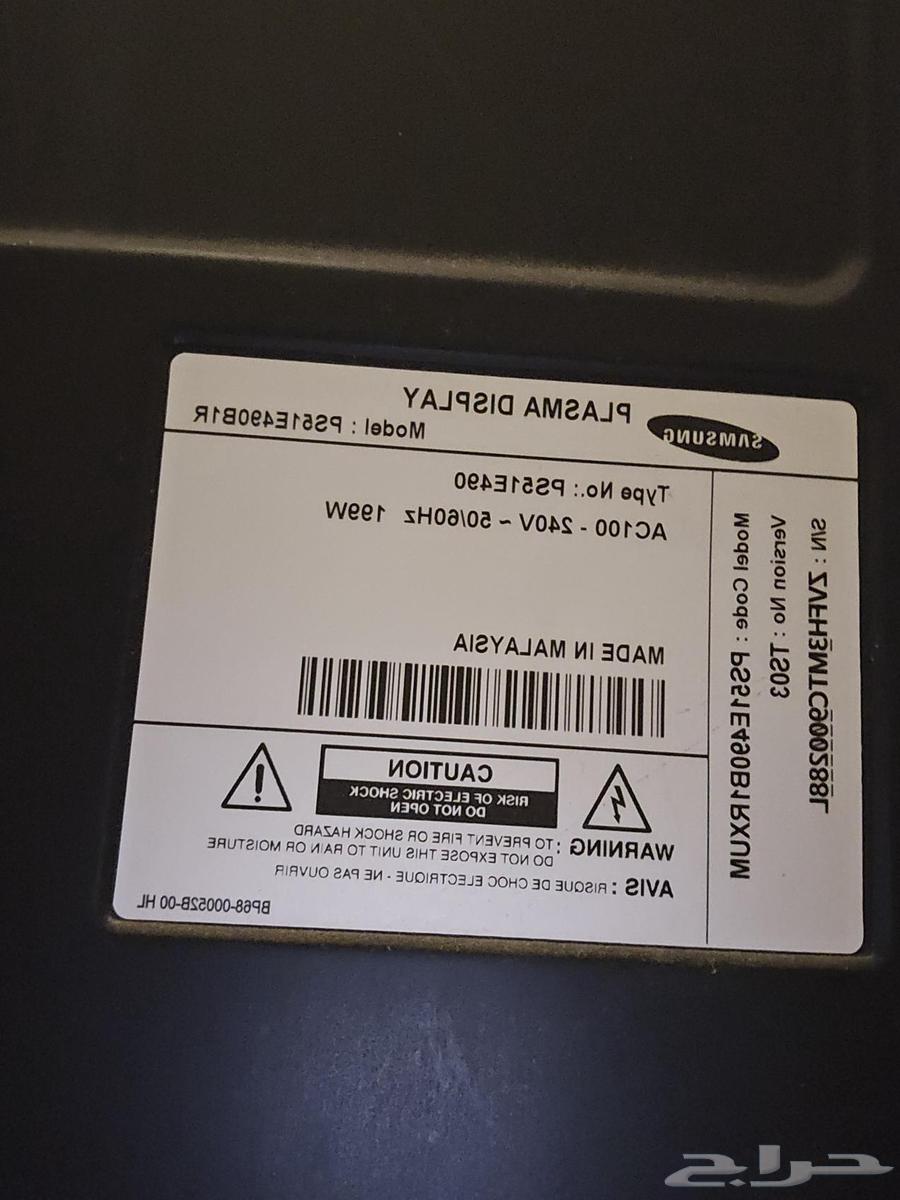 SAMSUNG
PLASMA DISPLAY
Model : PS51E490B1R
Type No.: PS51E490
AC100 - 240V ~ 50/60Hz 199W
MADE IN MALAYSIA
CAUTION
RISK OF ELECTRIC SHOCK
DO NOT OPEN
WARNING : TO PREVENT FIRE OR SHOCK HAZARD
DO NOT EXPOSE THIS UNIT TO RAIN OR MOISTURE
AVIS : RISQUE DE CHOC ELECTRIQUE - NE PAS OUVRIR
BP68-00052B-00 HL
Model Code : PS51E490B1RXUM
Version No : TS03
S/N : ZVFH3MTC600288L
حراج